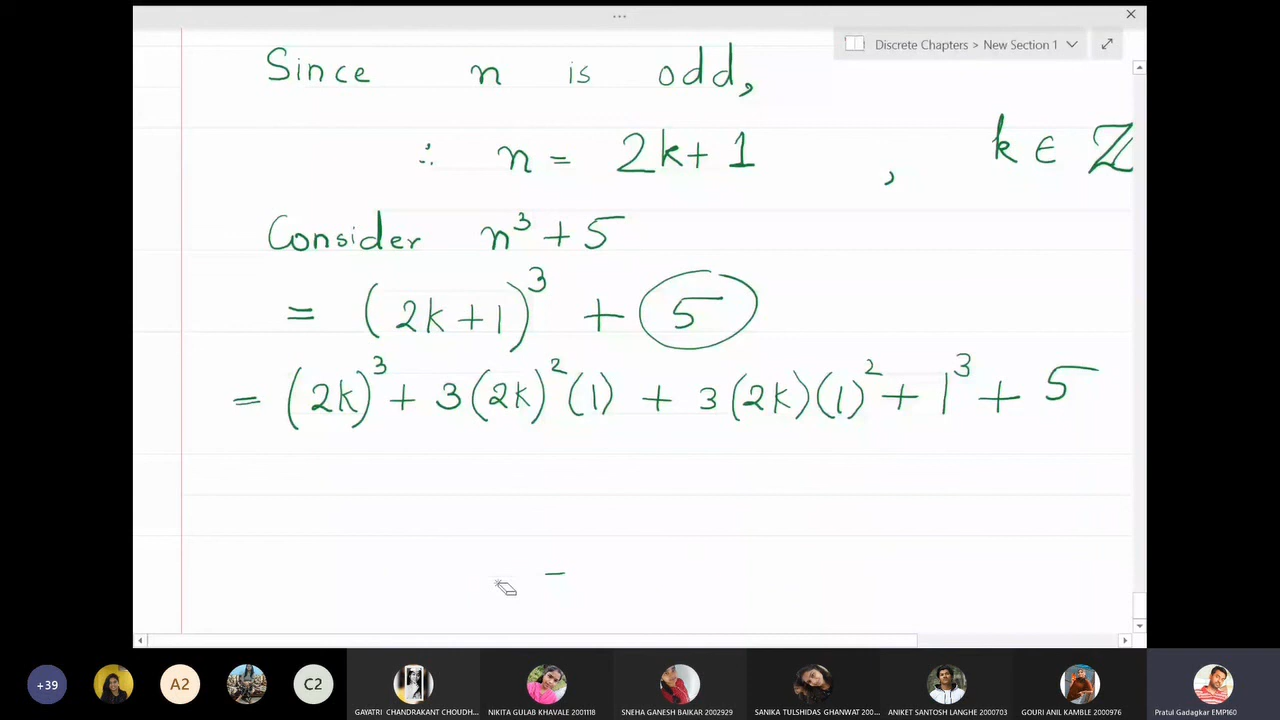 Discrete Chapters > New Section 1
Since n is odd,
∴ n = 2k+1 , k ∈ ℤ
Consider n³ + 5
= (2k+1)³ + 5
= (2k)³ + 3(2k)²(1) + 3(2k)(1)² + 1³ + 5
+39
A2
C2
GAYATRI CHANDRAKANT CHOUDH...
NIKITA GULAB KHAVALE 2001118
SNEHA GANESH BAIKAR 2002929
SANIKA TULSHIDAS GHANWAT 200...
ANIKET SANTOSH LANGHE 2000703
GOURI ANIL KAMBLE 2000976
Pratul Gadagkar EMP160